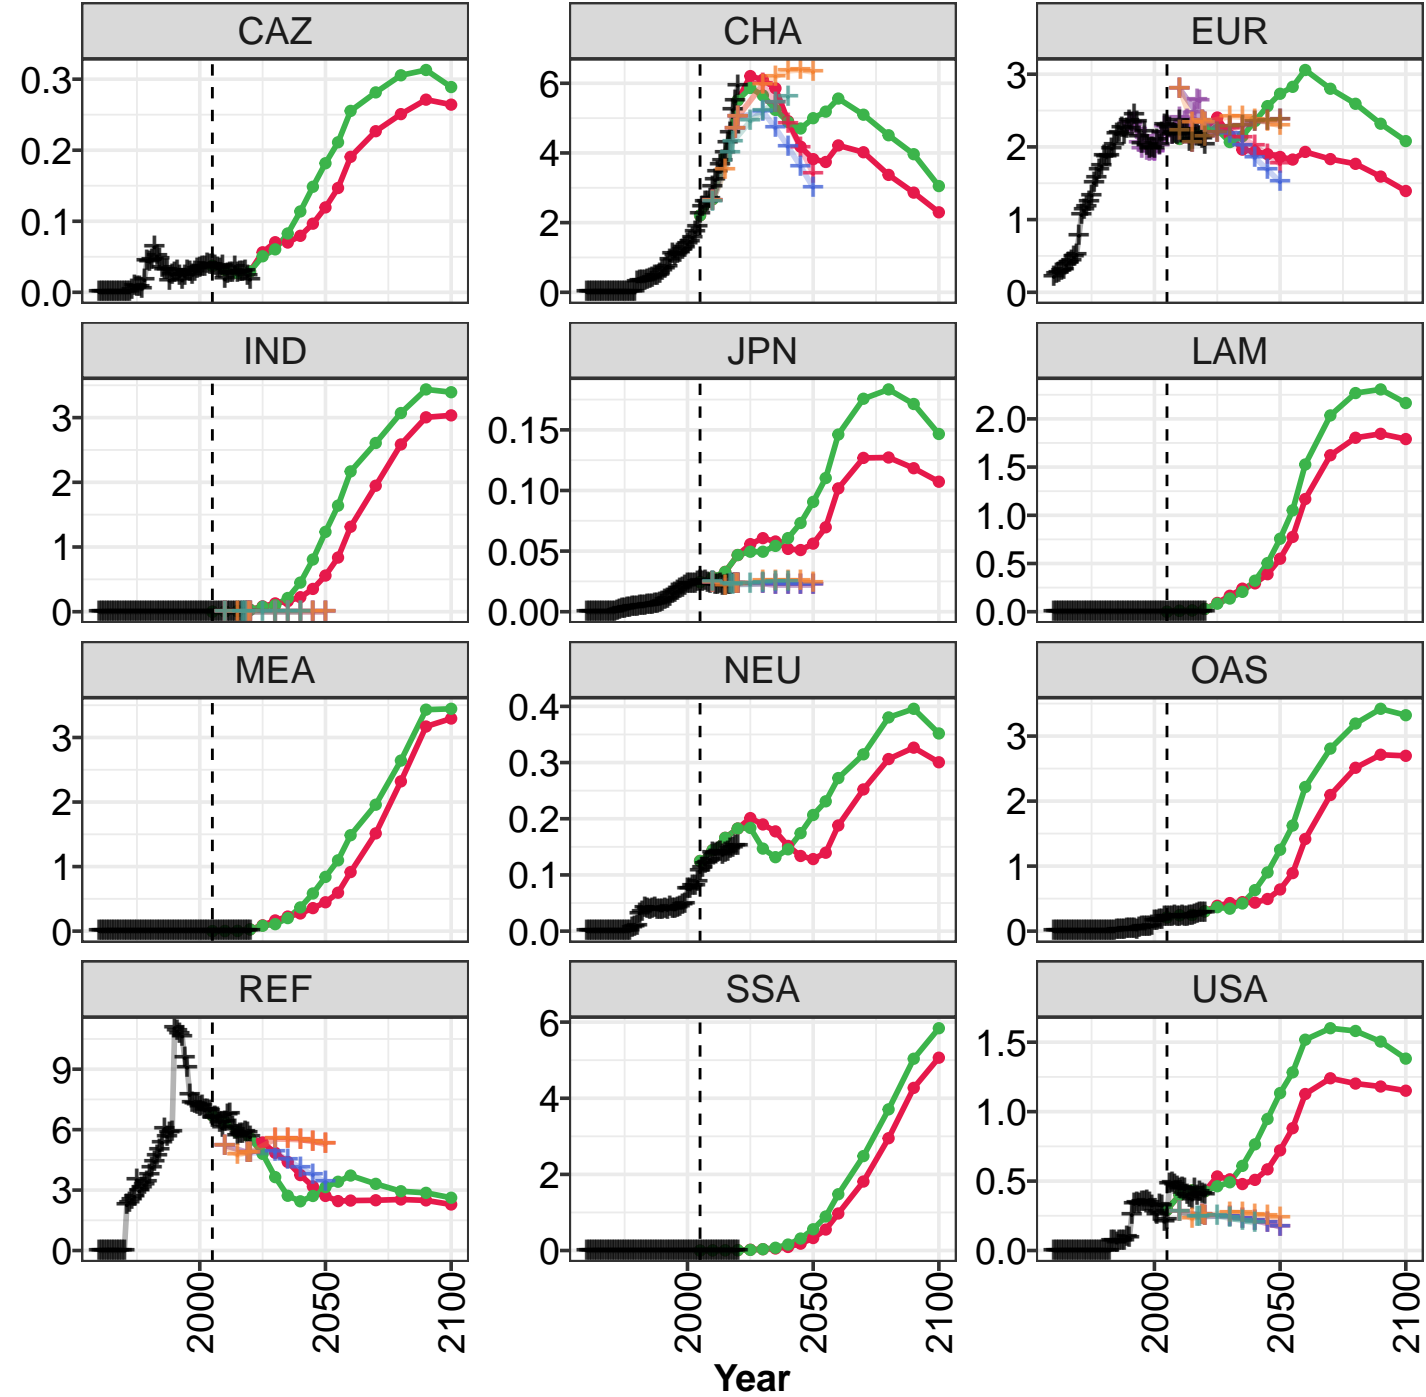 CAZ CHA EUR
0.3 6 3
0.2 4 2
0.1 2 1
0.0 0 0
IND JPN LAM
3 0.15 2.0
2 0.10 1.5
1 0.05 1.0
0 0.00 0.5
0.0
MEA NEU OAS
3 0.4 3
2 0.3 2
1 0.2 1
0 0.1 0
0.0
REF SSA USA
9 6 1.5
6 4 1.0
3 2 0.5
0 0 0.0
2000 2050 2100 2000 2050 2100 2000 2050 2100
Year